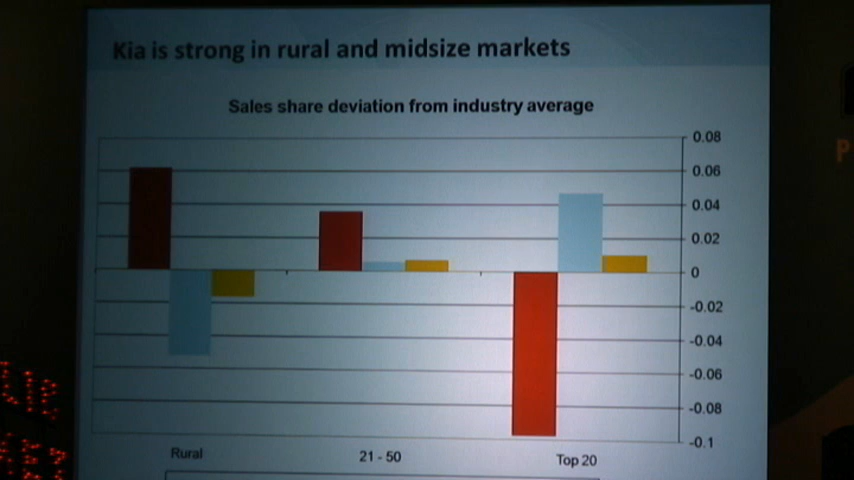 Kia is strong in rural and midsize markets
Sales share deviation from industry average
0.08
0.06
0.04
0.02
0
-0.02
-0.04
-0.06
-0.08
-0.1
Rural
21 - 50
Top 20
P